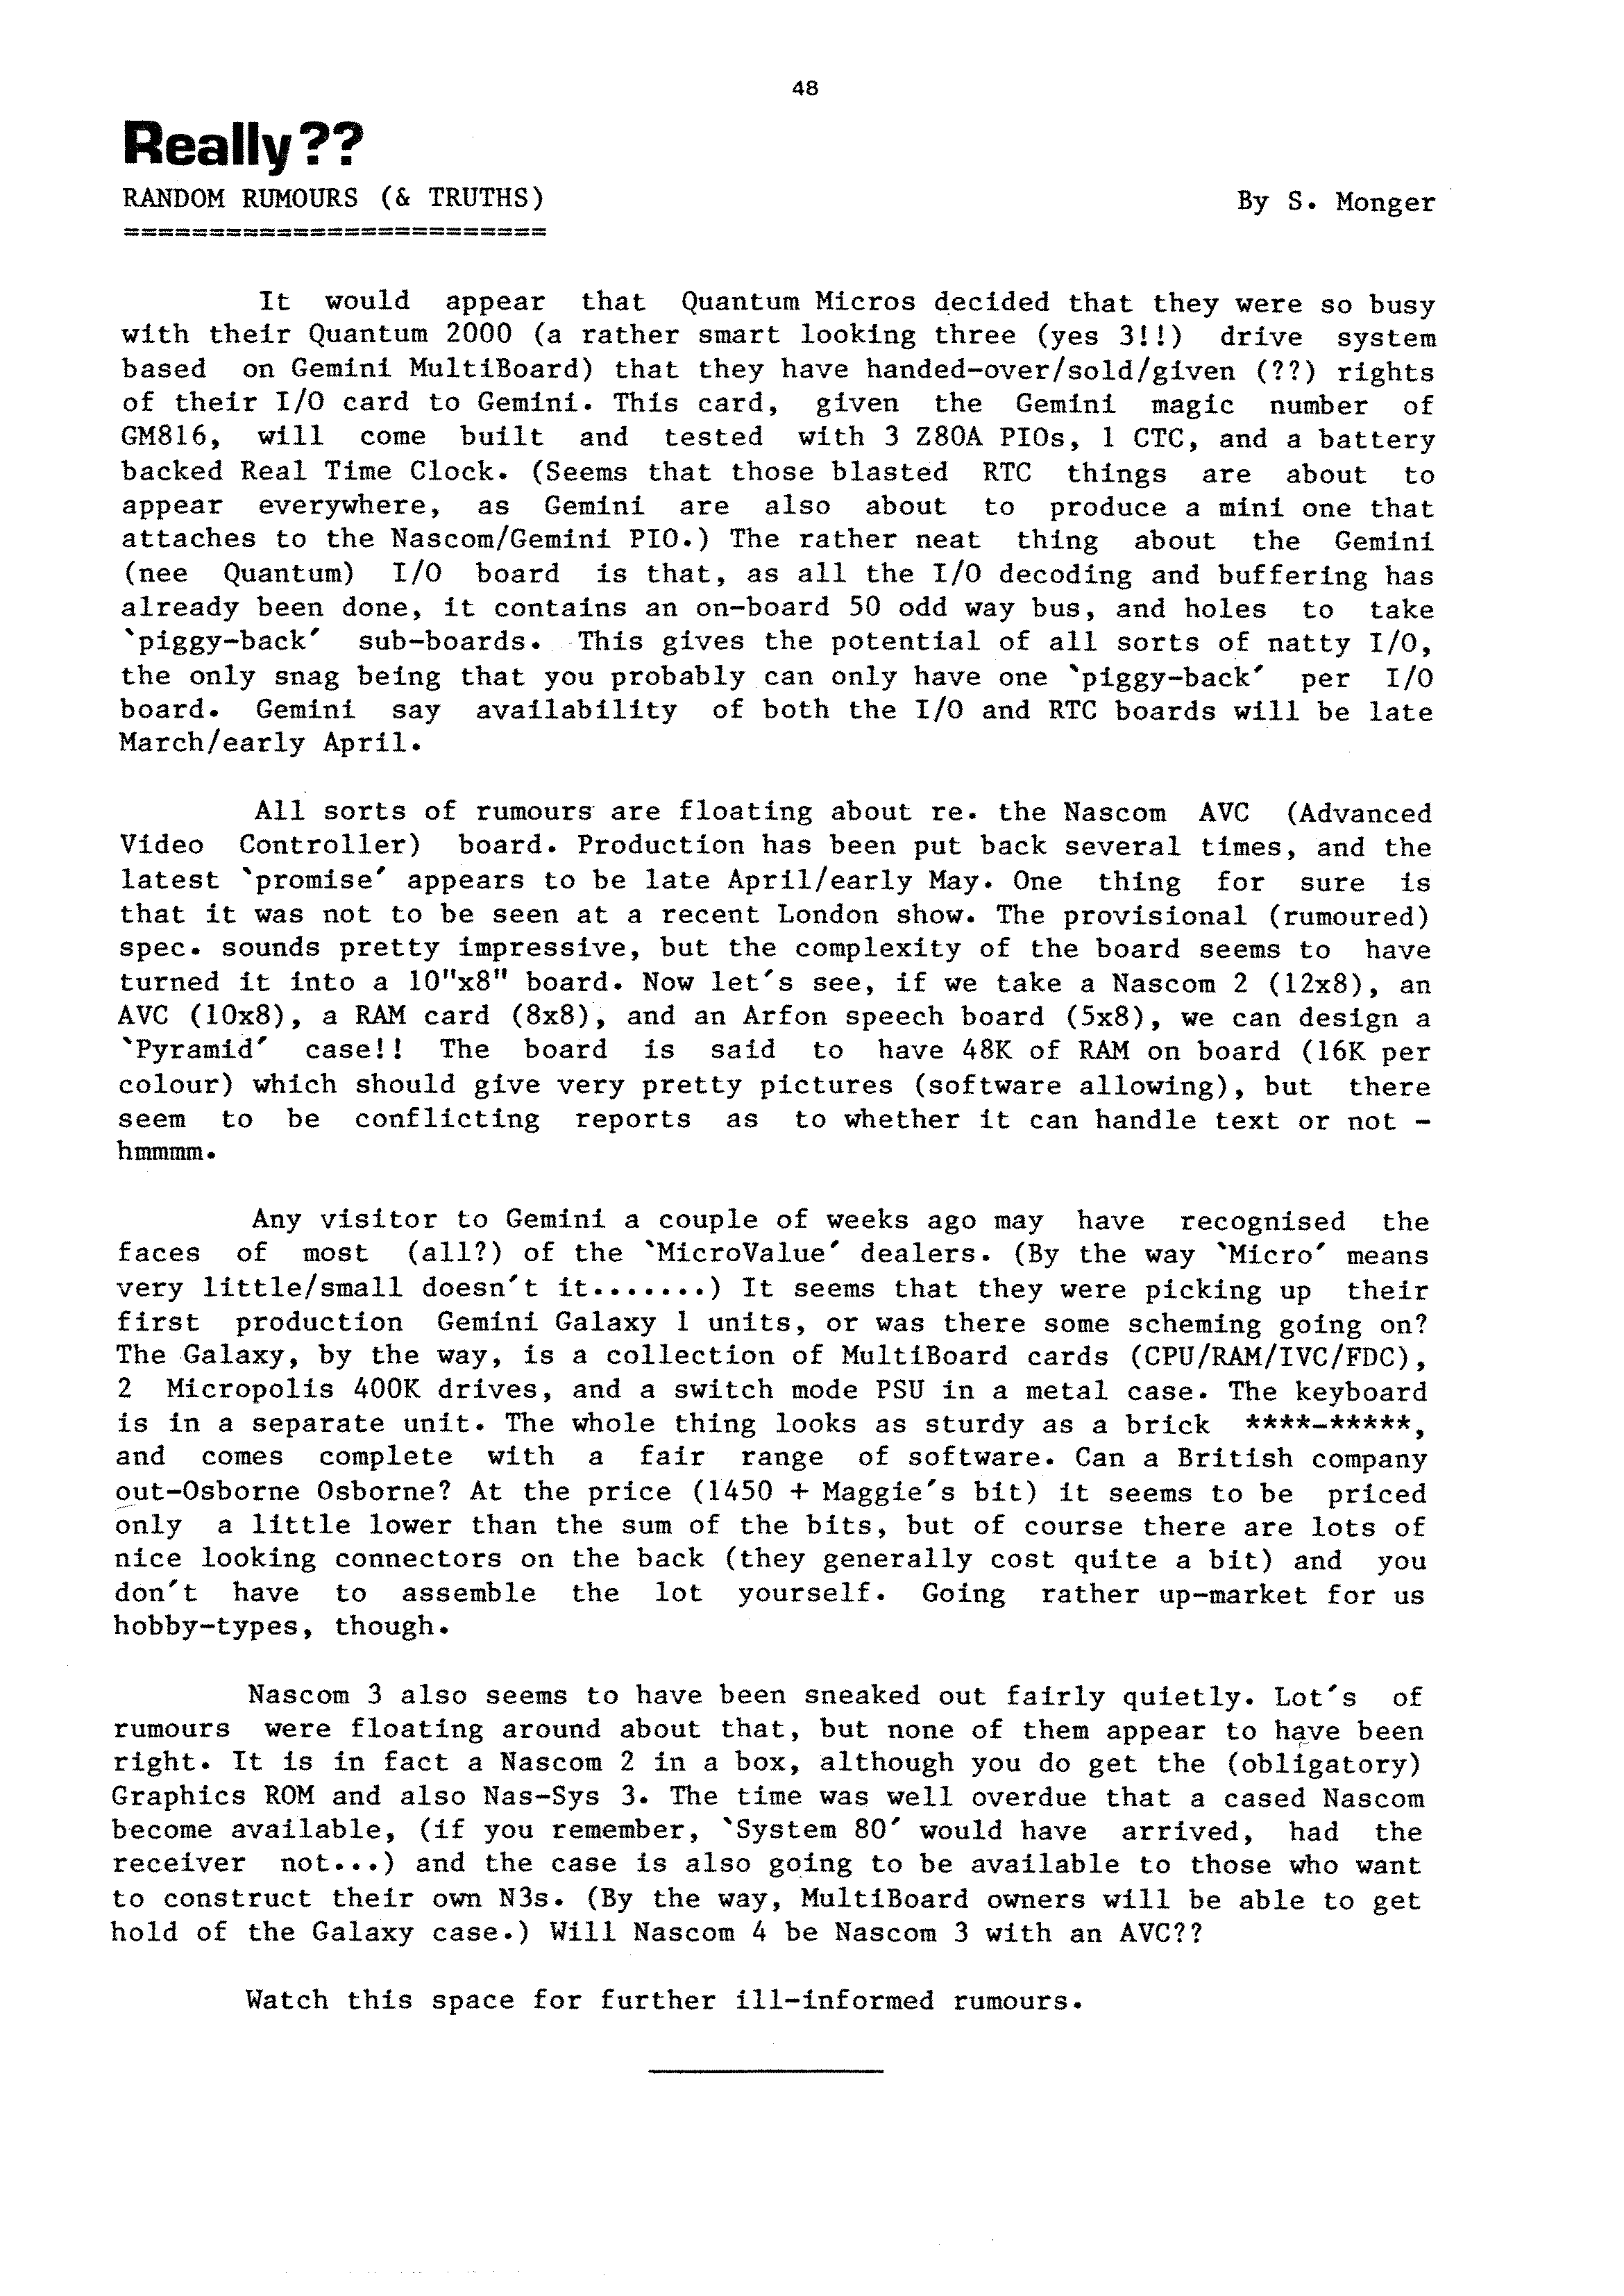 48
Really??
RANDOM RUMOURS (& TRUTHS) By S. Monger
=========================
It would appear that Quantum Micros decided that they were so busy
with their Quantum 2000 (a rather smart looking three (yes 3!!) drive system
based on Gemini MultiBoard) that they have handed-over/sold/given (??) rights
of their I/O card to Gemini. This card, given the Gemini magic number of
GM816, will come built and tested with 3 Z80A PIOs, 1 CTC, and a battery
backed Real Time Clock. (Seems that those blasted RTC things are about to
appear everywhere, as Gemini are also about to produce a mini one that
attaches to the Nascom/Gemini PIO.) The rather neat thing about the Gemini
(nee Quantum) I/O board is that, as all the I/O decoding and buffering has
already been done, it contains an on-board 50 odd way bus, and holes to take
`piggy-back' sub-boards. This gives the potential of all sorts of natty I/O,
the only snag being that you probably can only have one `piggy-back' per I/O
board. Gemini say availability of both the I/O and RTC boards will be late
March/early April.
All sorts of rumours are floating about re. the Nascom AVC (Advanced
Video Controller) board. Production has been put back several times, and the
latest `promise' appears to be late April/early May. One thing for sure is
that it was not to be seen at a recent London show. The provisional (rumoured)
spec. sounds pretty impressive, but the complexity of the board seems to have
turned it into a 10"x8" board. Now let's see, if we take a Nascom 2 (12x8), an
AVC (10x8), a RAM card (8x8), and an Arfon speech board (5x8), we can design a
`Pyramid' case!! The board is said to have 48K of RAM on board (16K per
colour) which should give very pretty pictures (software allowing), but there
seem to be conflicting reports as to whether it can handle text or not -
hmmmm.
Any visitor to Gemini a couple of weeks ago may have recognised the
faces of most (all?) of the `MicroValue' dealers. (By the way `Micro' means
very little/small doesn't it.......) It seems that they were picking up their
first production Gemini Galaxy 1 units, or was there some scheming going on?
The Galaxy, by the way, is a collection of MultiBoard cards (CPU/RAM/IVC/FDC),
2 Micropolis 400K drives, and a switch mode PSU in a metal case. The keyboard
is in a separate unit. The whole thing looks as sturdy as a brick ****-*****,
and comes complete with a fair range of software. Can a British company
out-Osborne Osborne? At the price (1450 + Maggie's bit) it seems to be priced
only a little lower than the sum of the bits, but of course there are lots of
nice looking connectors on the back (they generally cost quite a bit) and you
don't have to assemble the lot yourself. Going rather up-market for us
hobby-types, though.
Nascom 3 also seems to have been sneaked out fairly quietly. Lot's of
rumours were floating around about that, but none of them appear to have been
right. It is in fact a Nascom 2 in a box, although you do get the (obligatory)
Graphics ROM and also Nas-Sys 3. The time was well overdue that a cased Nascom
become available, (if you remember, `System 80' would have arrived, had the
receiver not...) and the case is also going to be available to those who want
to construct their own N3s. (By the way, MultiBoard owners will be able to get
hold of the Galaxy case.) Will Nascom 4 be Nascom 3 with an AVC??
Watch this space for further ill-informed rumours.